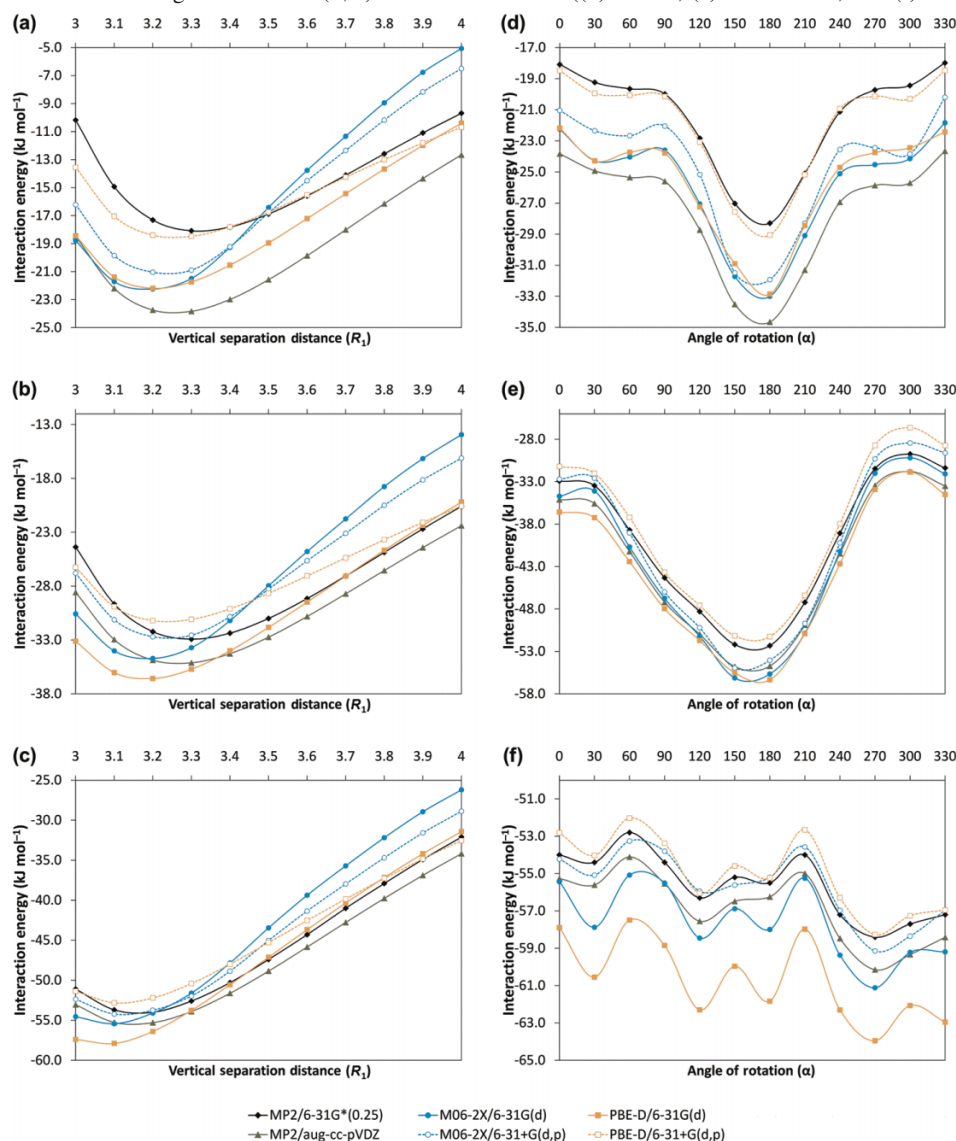 (a)
3 3.1 3.2 3.3 3.4 3.5 3.6 3.7 3.8 3.9 4
-5.0
-7.0
-9.0
-11.0
-13.0
-15.0
-17.0
-19.0
-21.0
-23.0
-25.0
Interaction energy (kJ mol⁻¹)
Vertical separation distance (R₁)
(d)
0 30 60 90 120 150 180 210 240 270 300 330
-17.0
-19.0
-21.0
-23.0
-25.0
-27.0
-29.0
-31.0
-33.0
-35.0
Interaction energy (kJ mol⁻¹)
Angle of rotation (α)
(b)
3 3.1 3.2 3.3 3.4 3.5 3.6 3.7 3.8 3.9 4
-13.0
-18.0
-23.0
-28.0
-33.0
-38.0
Interaction energy (kJ mol⁻¹)
Vertical separation distance (R₁)
(e)
0 30 60 90 120 150 180 210 240 270 300 330
-28.0
-33.0
-38.0
-43.0
-48.0
-53.0
-58.0
Interaction energy (kJ mol⁻¹)
Angle of rotation (α)
(c)
3 3.1 3.2 3.3 3.4 3.5 3.6 3.7 3.8 3.9 4
-25.0
-30.0
-35.0
-40.0
-45.0
-50.0
-55.0
-60.0
Interaction energy (kJ mol⁻¹)
Vertical separation distance (R₁)
(f)
0 30 60 90 120 150 180 210 240 270 300 330
-51.0
-53.0
-55.0
-57.0
-59.0
-61.0
-63.0
-65.0
Interaction energy (kJ mol⁻¹)
Angle of rotation (α)
MP2/6-31G*(0.25) M06-2X/6-31G(d) PBE-D/6-31G(d)
MP2/aug-cc-pVDZ M06-2X/6-31+G(d,p) PBE-D/6-31+G(d,p)